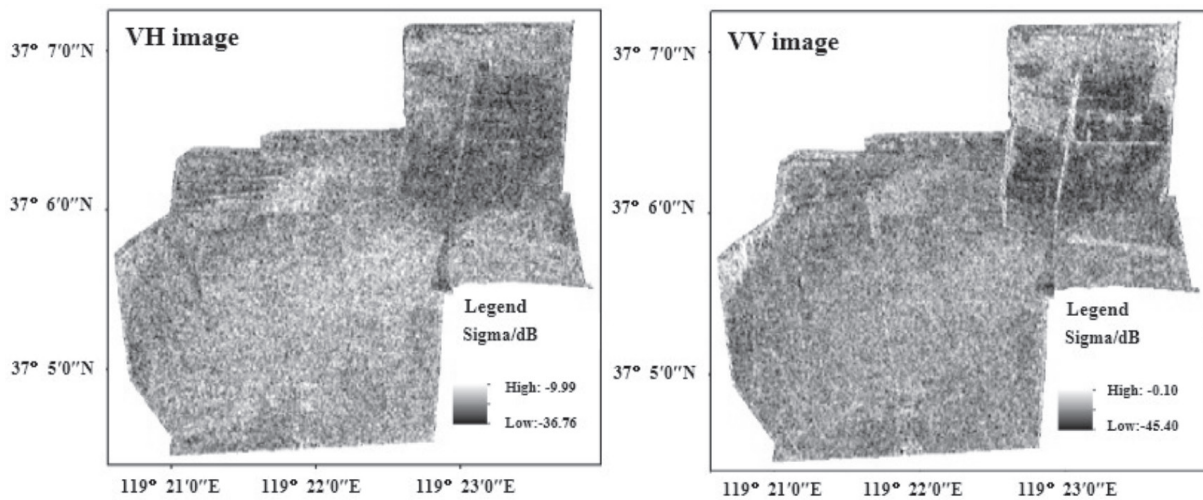 VH image
37° 7′0″N
37° 6′0″N
37° 5′0″N
Legend
Sigma/dB
High: -9.99
Low:-36.76
119° 21′0″E 119° 22′0″E 119° 23′0″E
VV image
37° 7′0″N
37° 6′0″N
37° 5′0″N
Legend
Sigma/dB
High: -0.10
Low:-45.40
119° 21′0″E 119° 22′0″E 119° 23′0″E